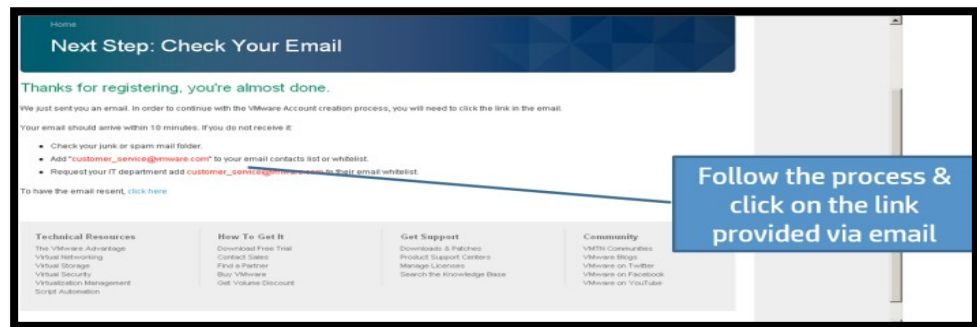 Home
Next Step: Check Your Email
Thanks for registering, you're almost done.
We just sent you an email. In order to continue with the VMware Account creation process, you will need to click the link in the email.
Your email should arrive within 10 minutes. If you do not receive it:
• Check your junk or spam mail folder.
• Add "customer_service@vmware.com" to your email contacts list or whitelist.
• Request your IT department add customer_service@vmware.com to their email whitelist.
To have the email resent, click here
Follow the process &
click on the link
provided via email
Technical Resources
The VMware Advantage
Virtual Networking
Virtual Storage
Virtual Security
Virtualization Management
Script Automation
How To Get It
Download Free Trial
Contact Sales
Find a Partner
Buy VMware
Get Volume Discount
Get Support
Downloads & Patches
Product Support Centers
Manage Licenses
Search the Knowledge Base
Community
VMTN Communities
VMware Blogs
VMware on Twitter
VMware on Facebook
VMware on YouTube